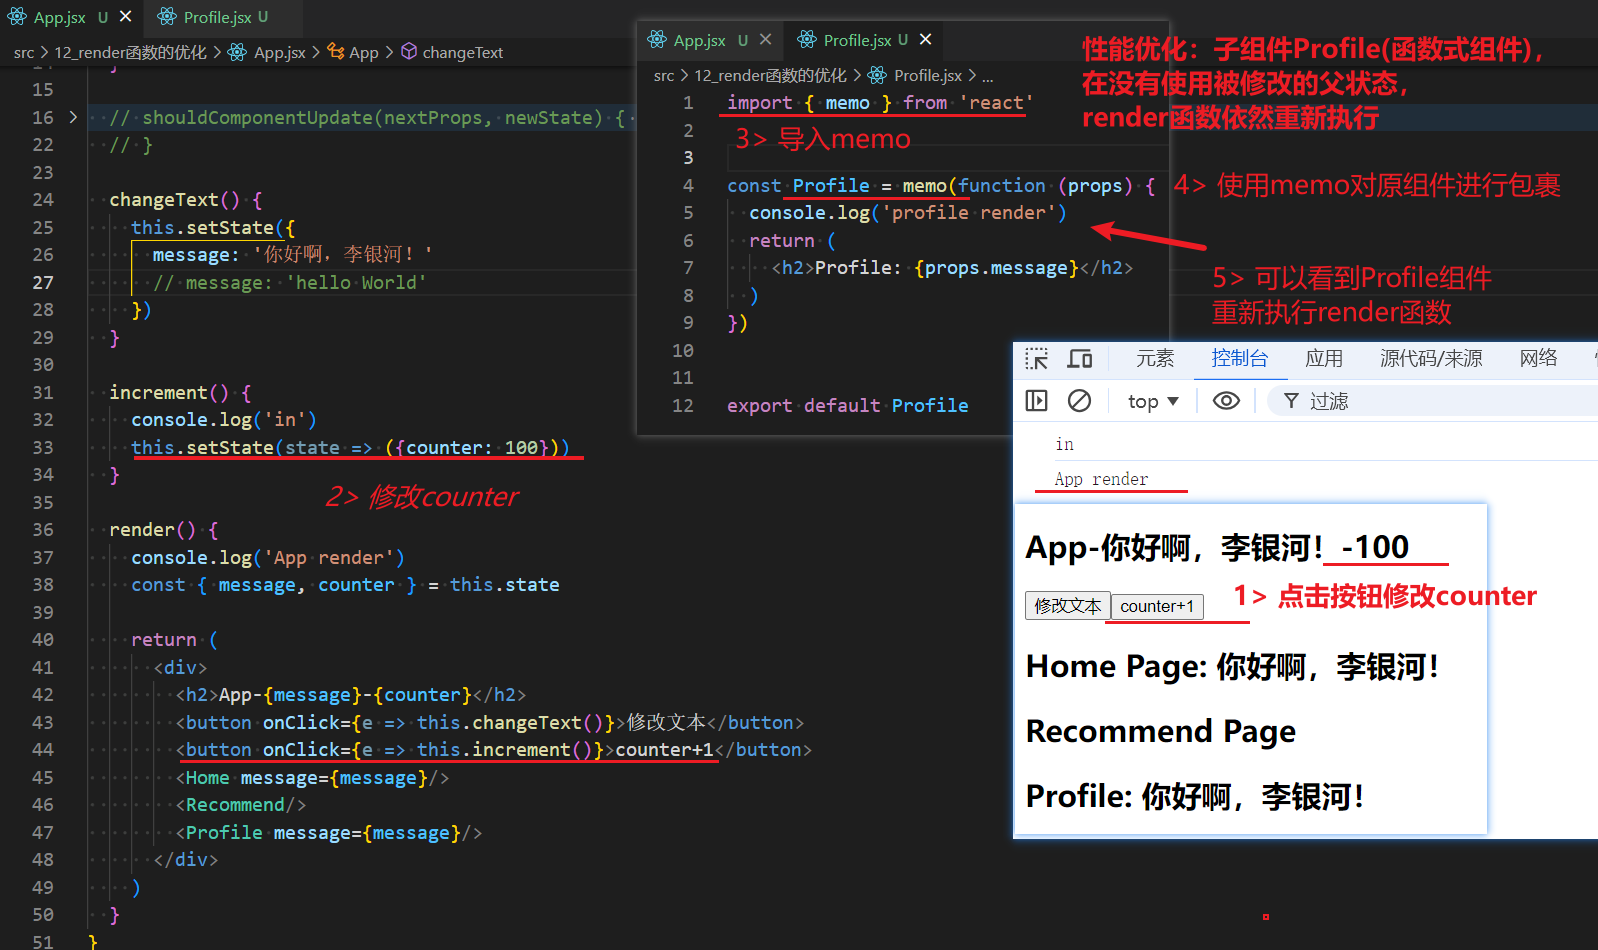 App.jsx U
Profile.jsx U
src > 12_render函数的优化 > App.jsx > App > changeText
15
16 // shouldComponentUpdate(nextProps, newState) {
22 // }
23
24 changeText() {
25 this.setState({
26 message: '你好啊，李银河！'
27 // message: 'hello World'
28 })
29 }
30
31 increment() {
32 console.log('in')
33 this.setState(state => ({counter: 100}))
34 }
2> 修改counter
35
36 render() {
37 console.log('App render')
38 const { message, counter } = this.state
39
40 return (
41 <div>
42 <h2>App-{message}-{counter}</h2>
43 <button onClick={e => this.changeText()}>修改文本</button>
44 <button onClick={e => this.increment()}>counter+1</button>
45 <Home message={message}/>
46 <Recommend/>
47 <Profile message={message}/>
48 </div>
49 )
50 }
51 }
App.jsx U
Profile.jsx U
src > 12_render函数的优化 > Profile.jsx > ...
1 import { memo } from 'react'
2
3> 导入memo
3
4 const Profile = memo(function (props) {
5 console.log('profile render')
6 return (
7 <h2>Profile: {props.message}</h2>
8 )
9 })
10
11
12 export default Profile
性能优化：子组件Profile(函数式组件)，
在没有使用被修改的父状态，
render函数依然重新执行
4> 使用memo对原组件进行包裹
5> 可以看到Profile组件
重新执行render函数
元素 控制台 应用 源代码/来源 网络
top 过滤
in
App render
App-你好啊，李银河！-100
修改文本 counter+1
1> 点击按钮修改counter
Home Page: 你好啊，李银河！
Recommend Page
Profile: 你好啊，李银河！